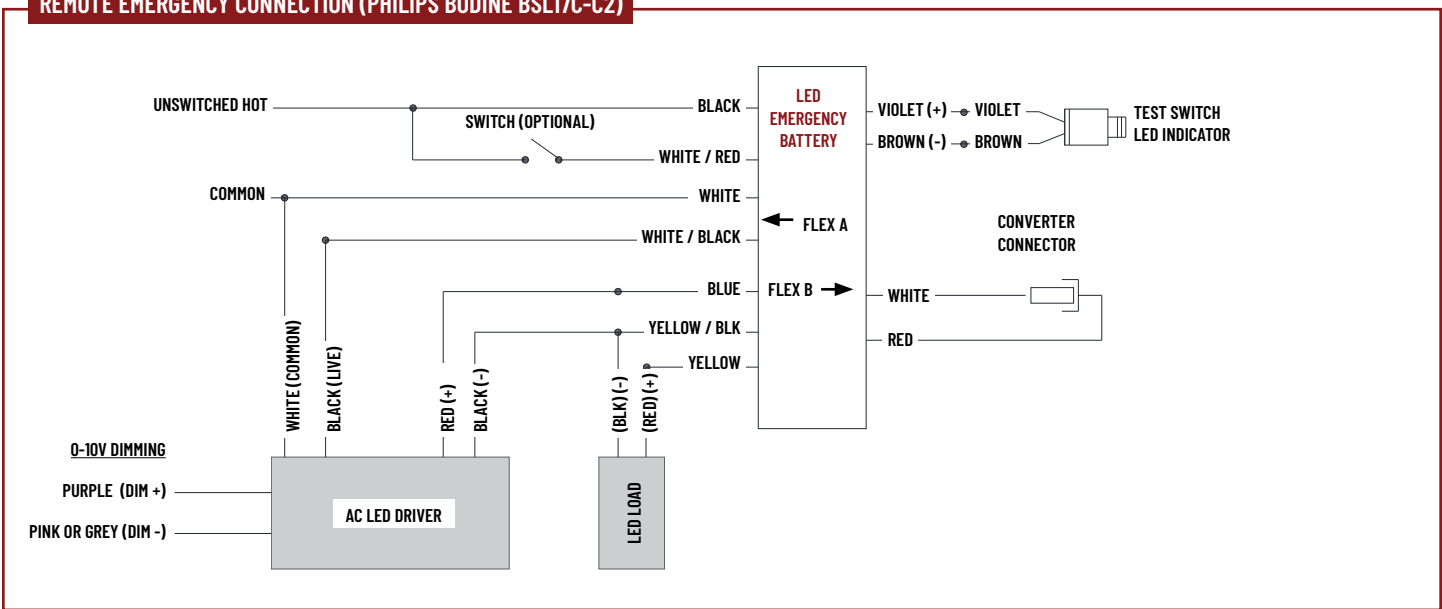 REMOTE EMERGENCY CONNECTION (PHILIPS BODINE BSL17C-C2)
UNSWITCHED HOT
BLACK
SWITCH (OPTIONAL)
WHITE / RED
COMMON
WHITE
WHITE / BLACK
BLUE
YELLOW / BLK
YELLOW
LED
EMERGENCY
BATTERY
FLEX A
FLEX B
VIOLET (+)
VIOLET
BROWN (-)
BROWN
TEST SWITCH
LED INDICATOR
CONVERTER
CONNECTOR
WHITE
RED
WHITE (COMMON)
BLACK (LIVE)
RED (+)
BLACK (-)
(BLK) (-)
(RED) (+)
0-10V DIMMING
PURPLE (DIM +)
PINK OR GREY (DIM -)
AC LED DRIVER
LED LOAD